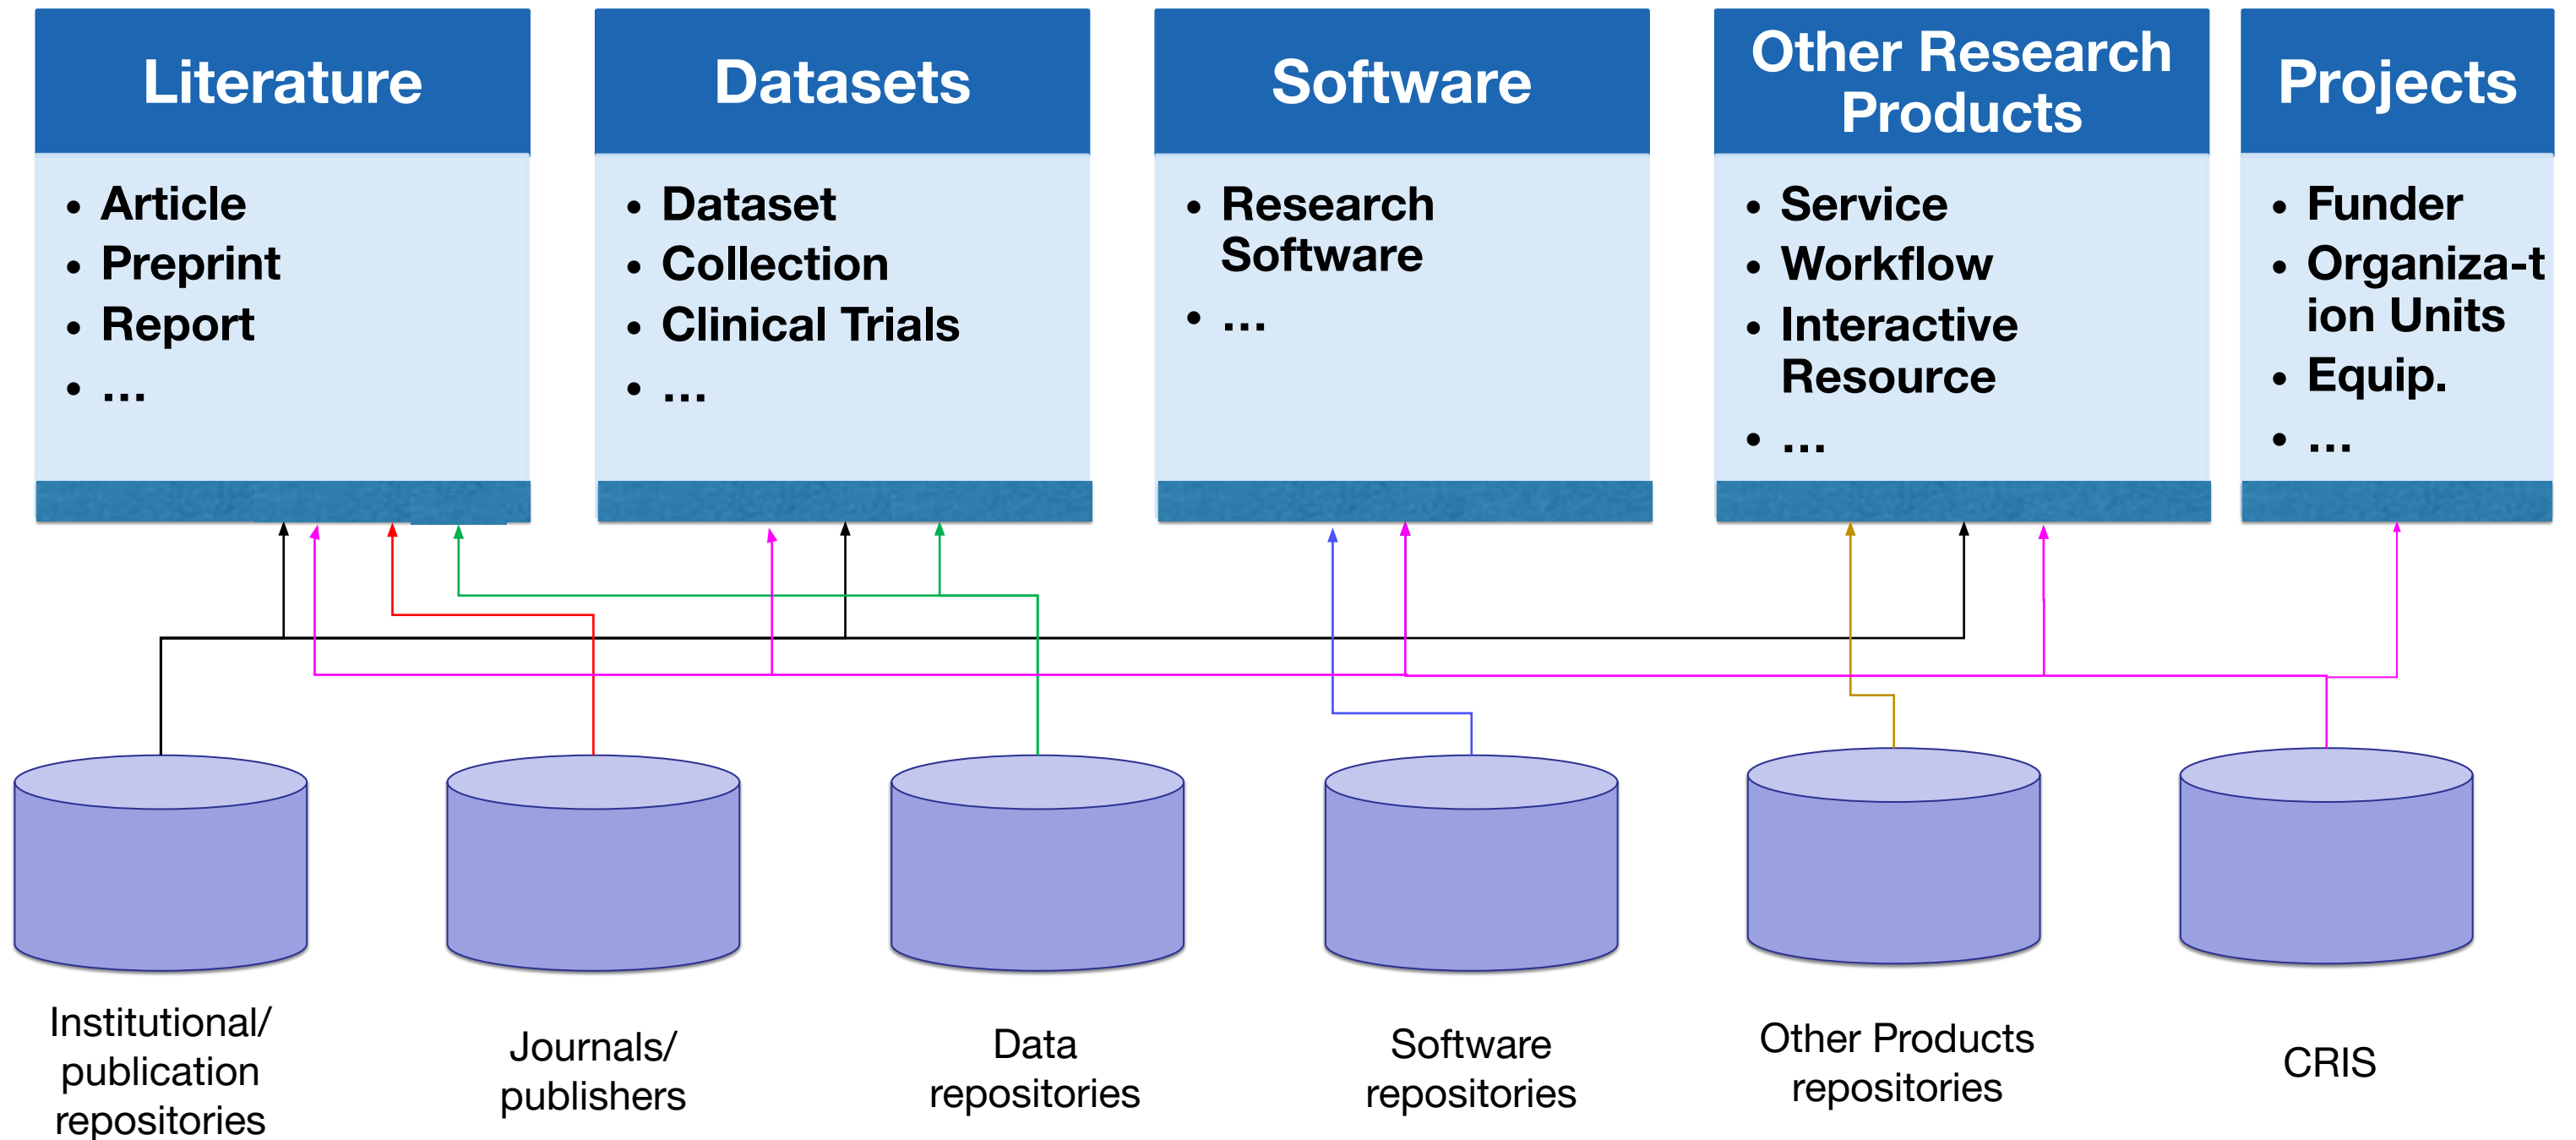 Literature
• Article
• Preprint
• Report
• ...
Datasets
• Dataset
• Collection
• Clinical Trials
• ...
Software
• Research
Software
• ...
Other Research
Products
• Service
• Workflow
• Interactive
Resource
• ...
Projects
• Funder
• Organiza-t
ion Units
• Equip.
• ...
Institutional/
publication
repositories
Journals/
publishers
Data
repositories
Software
repositories
Other Products
repositories
CRIS